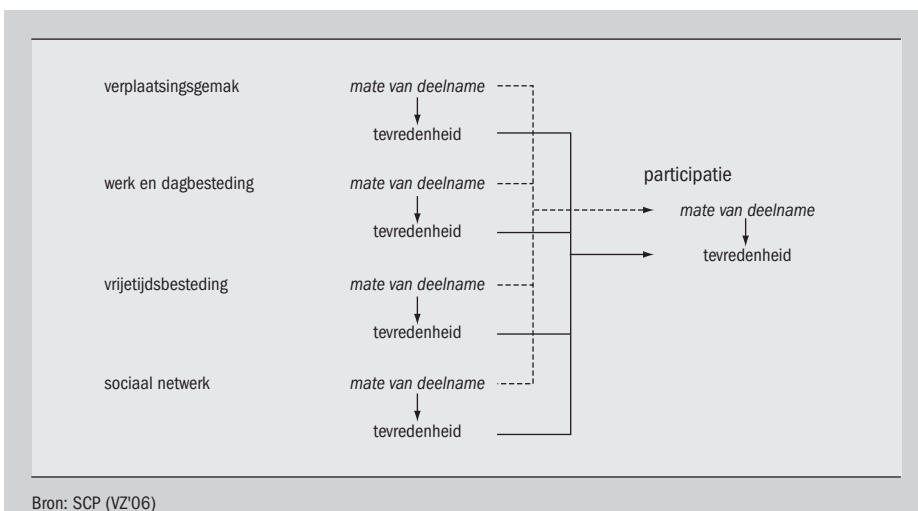 verplaatsingsgemak mate van deelname
tevredenheid
werk en dagbesteding mate van deelname
tevredenheid
vrijetijdsbesteding mate van deelname
tevredenheid
sociaal netwerk mate van deelname
tevredenheid
participatie
mate van deelname
tevredenheid
Bron: SCP (VZ'06)